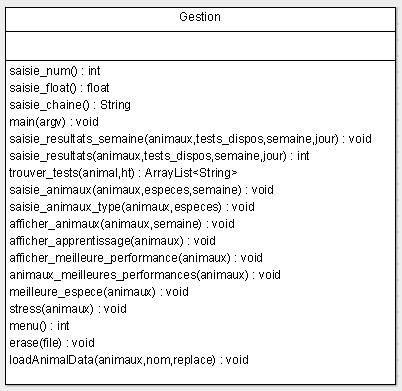 Gestion
saisie_num() : int
saisie_float() : float
saisie_chaine() : String
main(argv) : void
saisie_resultats_semaine(animaux,tests_dispos,semaine,jour) : void
saisie_resultats(animaux,tests_dispos,semaine,jour) : int
trouver_tests(animal,ht) : ArrayList<String>
saisie_animaux(animaux,especes,semaine) : void
saisie_animaux_type(animaux,especes) : void
afficher_animaux(animaux,semaine) : void
afficher_apprentissage(animaux) : void
afficher_meilleure_performance(animaux) : void
animaux_meilleures_performances(animaux) : void
meilleure_espece(animaux) : void
stress(animaux) : void
menu() : int
erase(file) : void
loadAnimalData(animaux,nom,replace) : void